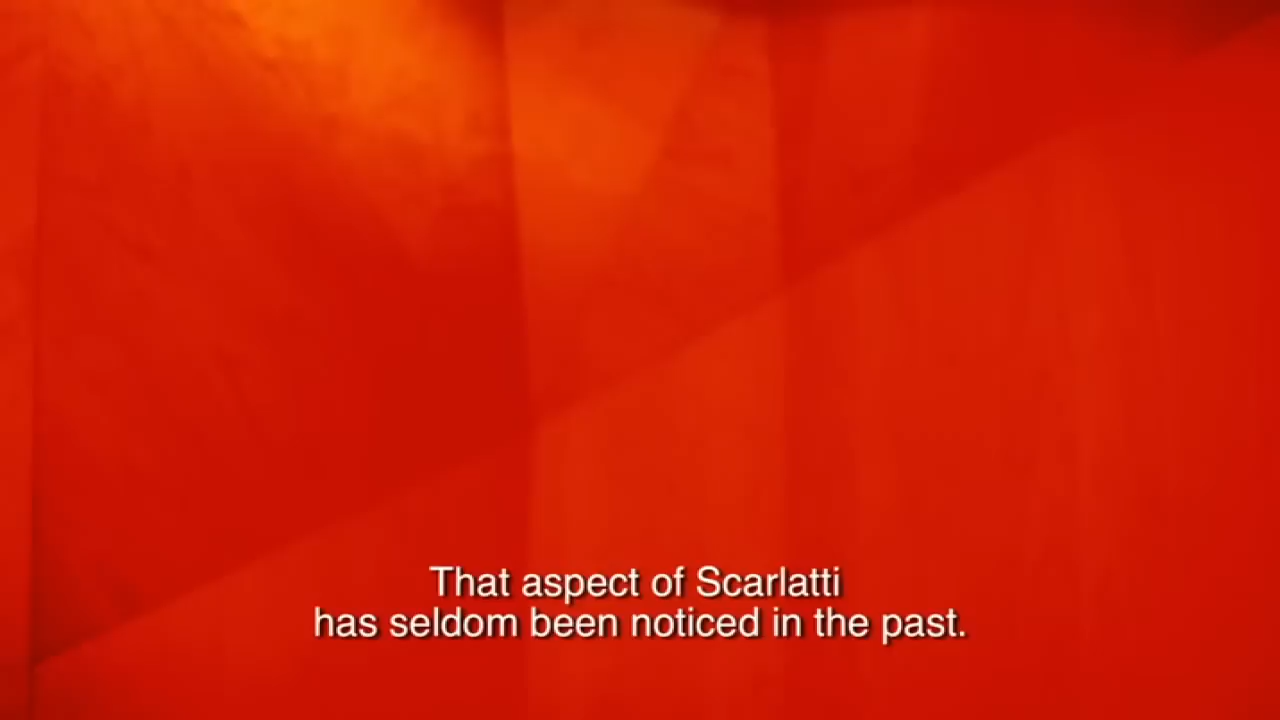 That aspect of Scarlatti
has seldom been noticed in the past.